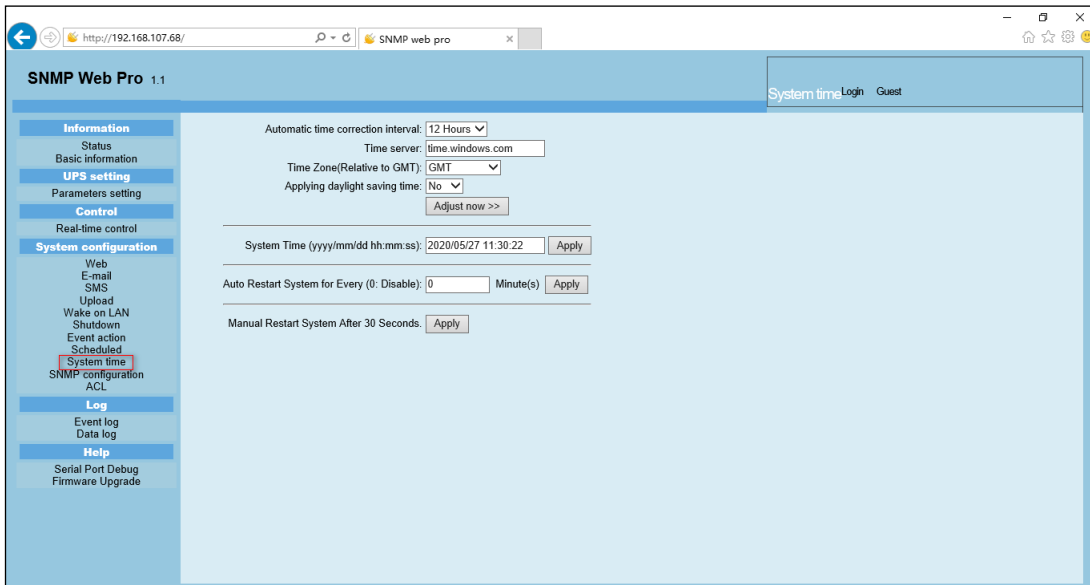 http://192.168.107.68/
SNMP web pro
SNMP Web Pro 1.1
System time Login Guest
Information
Status
Basic information
UPS setting
Parameters setting
Control
Real-time control
System configuration
Web
E-mail
SMS
Upload
Wake on LAN
Shutdown
Event action
Scheduled
System time
SNMP configuration
ACL
Log
Event log
Data log
Help
Serial Port Debug
Firmware Upgrade
Automatic time correction interval: 12 Hours
Time server: time.windows.com
Time Zone(Relative to GMT): GMT
Applying daylight saving time: No
Adjust now >>
System Time (yyyy/mm/dd hh:mm:ss): 2020/05/27 11:30:22 Apply
Auto Restart System for Every (0: Disable): 0 Minute(s) Apply
Manual Restart System After 30 Seconds. Apply